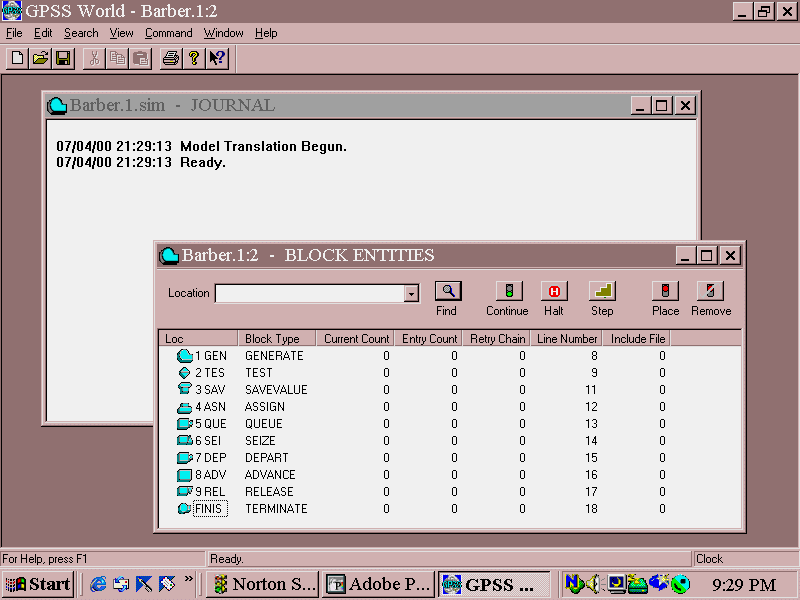 GPSS World - Barber.1:2
File Edit Search View Command Window Help
Barber.1.sim - JOURNAL
07/04/00 21:29:13 Model Translation Begun.
07/04/00 21:29:13 Ready.
Barber.1:2 - BLOCK ENTITIES
Location Find Continue Halt Step Place Remove
Loc Block Type Current Count Entry Count Retry Chain Line Number Include File
1 GEN GENERATE 0 0 0 8 0
2 TES TEST 0 0 0 9 0
3 SAV SAVEVALUE 0 0 0 11 0
4 ASN ASSIGN 0 0 0 12 0
5 QUE QUEUE 0 0 0 13 0
6 SEI SEIZE 0 0 0 14 0
7 DEP DEPART 0 0 0 15 0
8 ADV ADVANCE 0 0 0 16 0
9 REL RELEASE 0 0 0 17 0
FINIS TERMINATE 0 0 0 18 0
For Help, press F1 Ready. Clock
Start » Norton S... Adobe P... GPSS ... 9:29 PM